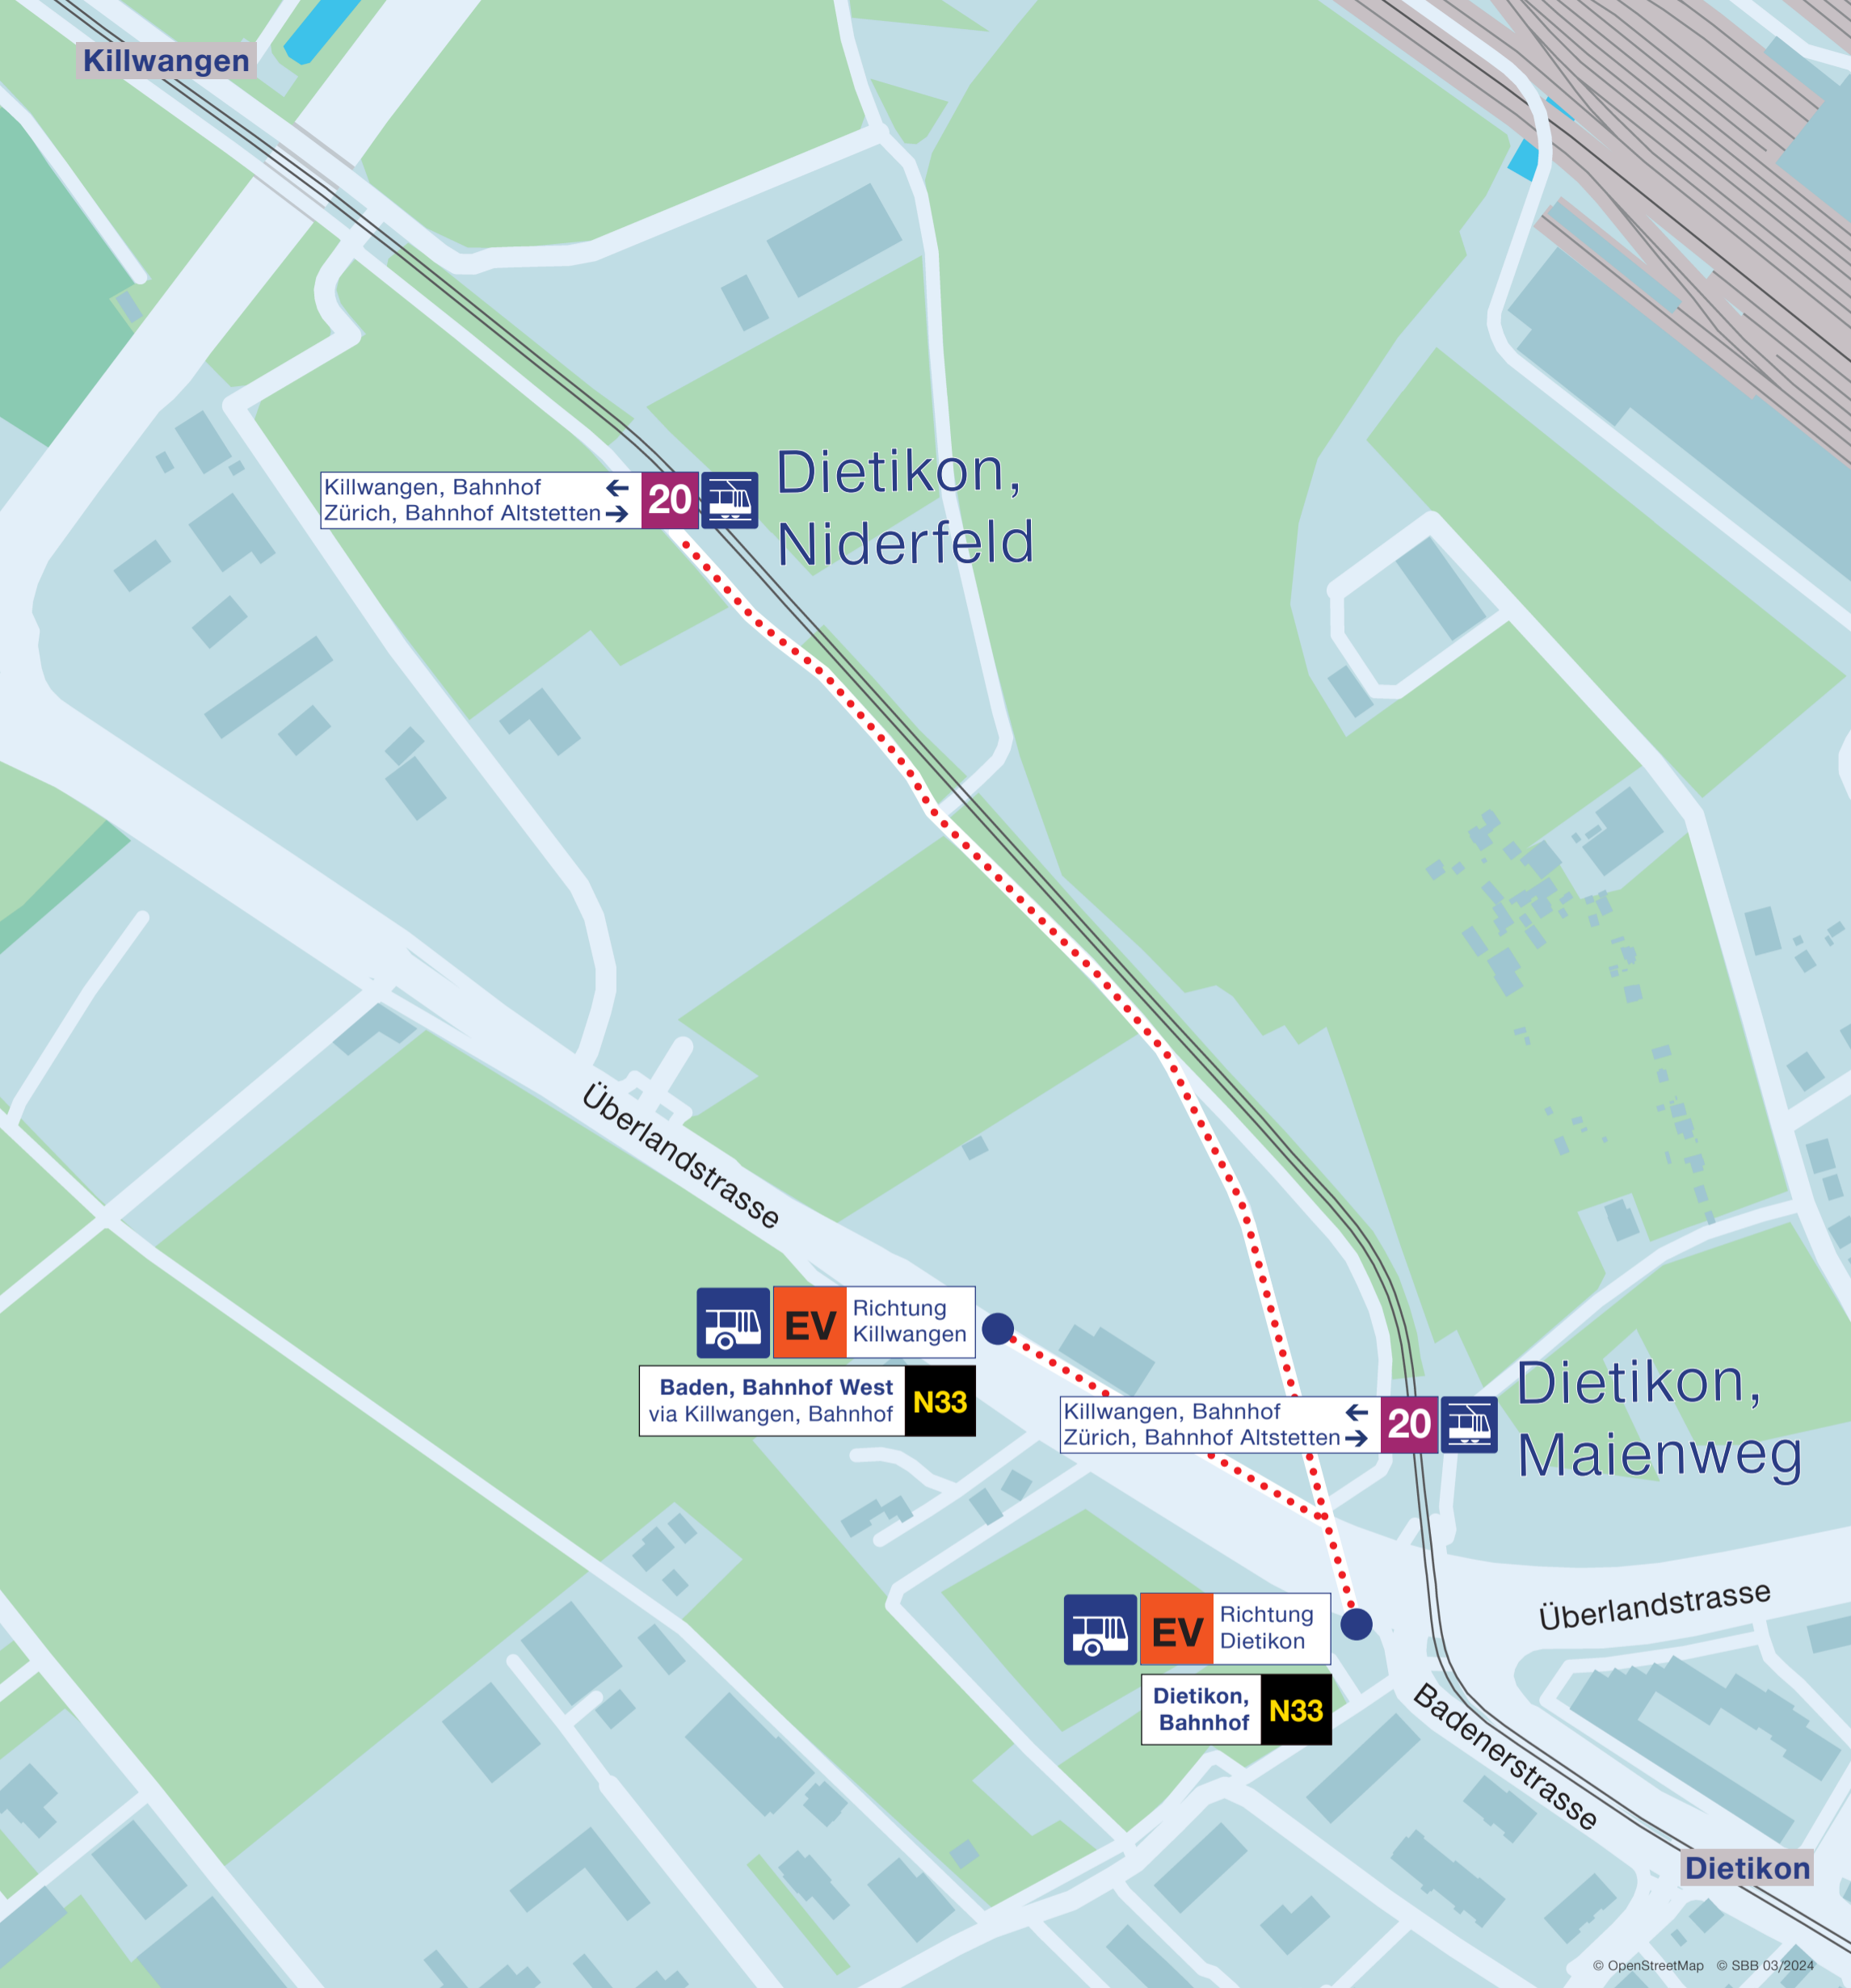 Killwangen
Killwangen, Bahnhof ←
Zürich, Bahnhof Altstetten →
20
Dietikon,
Niderfeld
Überlandstrasse
EV
Richtung
Killwangen
Baden, Bahnhof West
via Killwangen, Bahnhof
N33
Killwangen, Bahnhof ←
Zürich, Bahnhof Altstetten →
20
Dietikon,
Maienweg
EV
Richtung
Dietikon
Dietikon,
Bahnhof
N33
Überlandstrasse
Badenerstrasse
Dietikon
© OpenStreetMap © SBB 03/2024